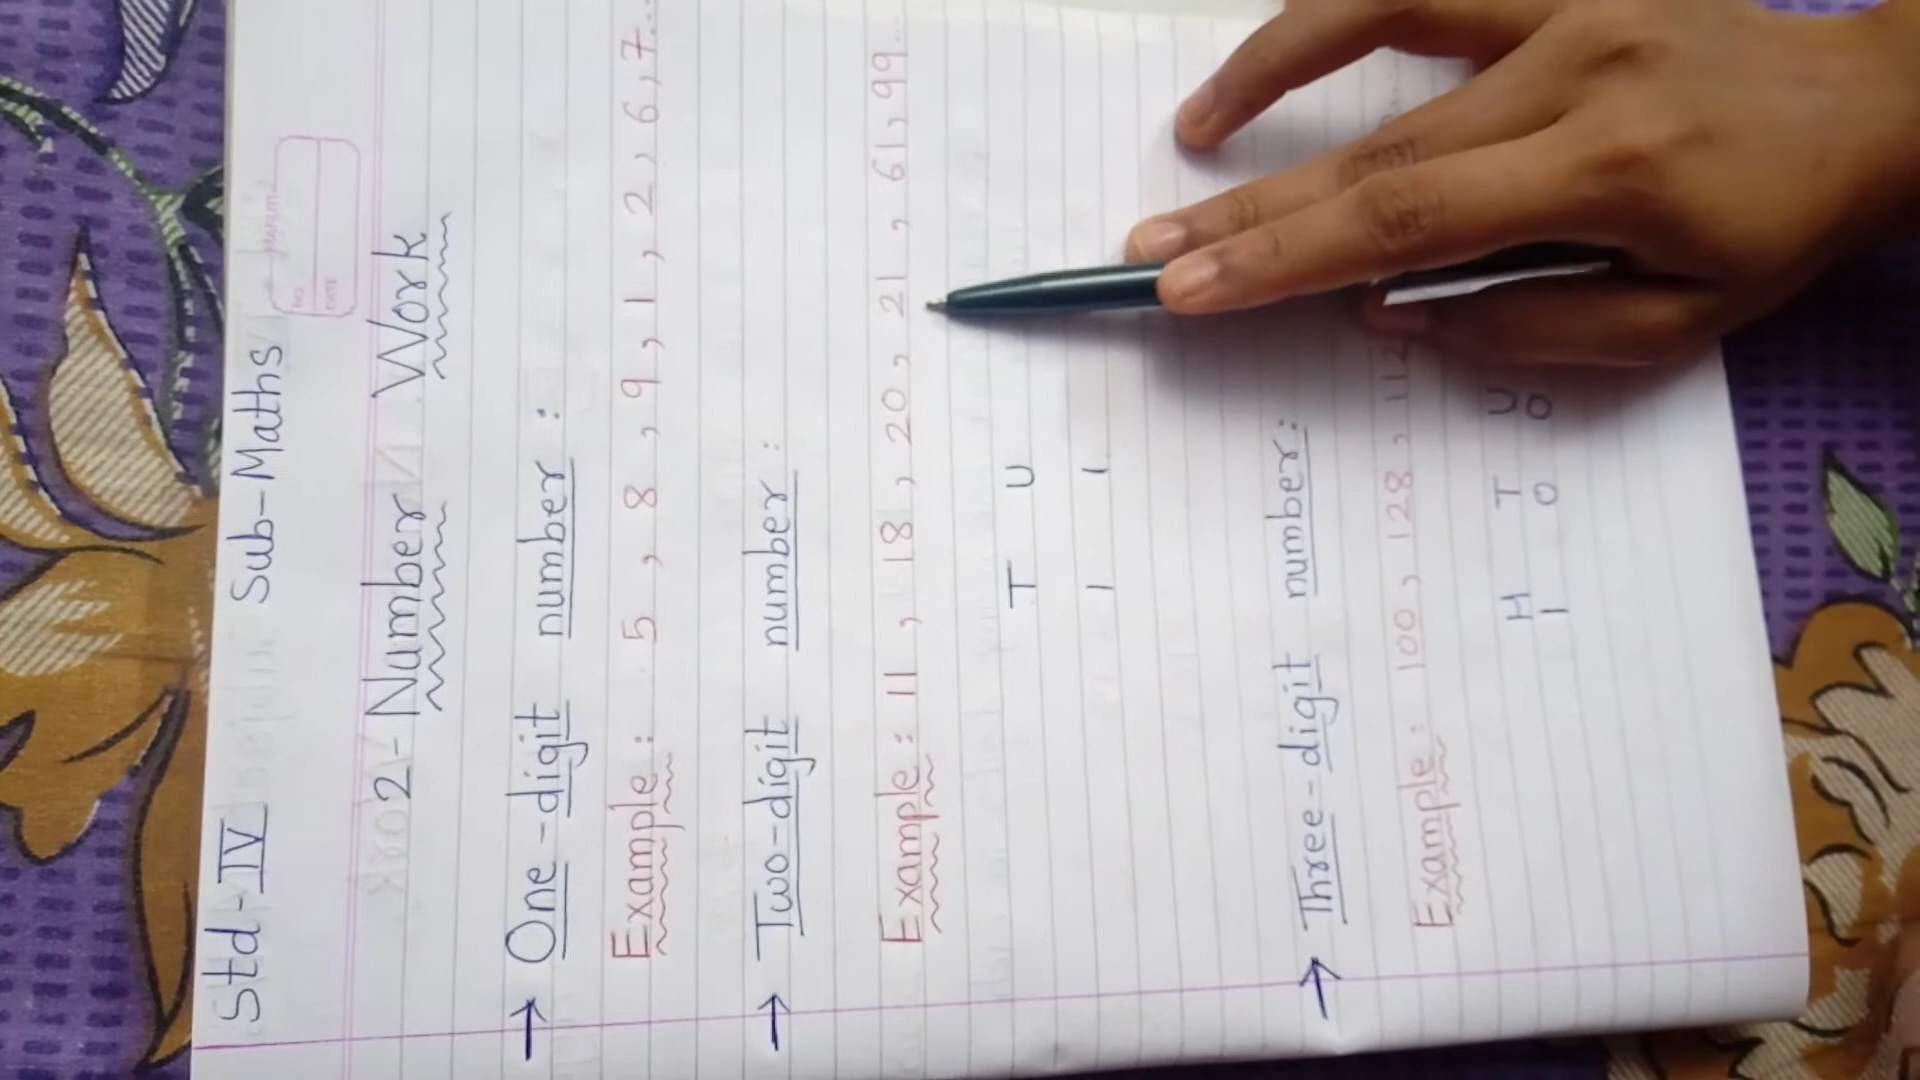 Std-IV Sub-Maths
NO.
DATE
2-Number Work
→ One-digit number :
Example : 5 , 8 , 9 , 1 , 2 , 6 , 7...
→ Two-digit number :
Example : 11 , 18 , 20 , 21 , 61 , 99...
T U
1 1
→ Three-digit number:
Example : 100 , 128 , 112
H T U
1 0 0